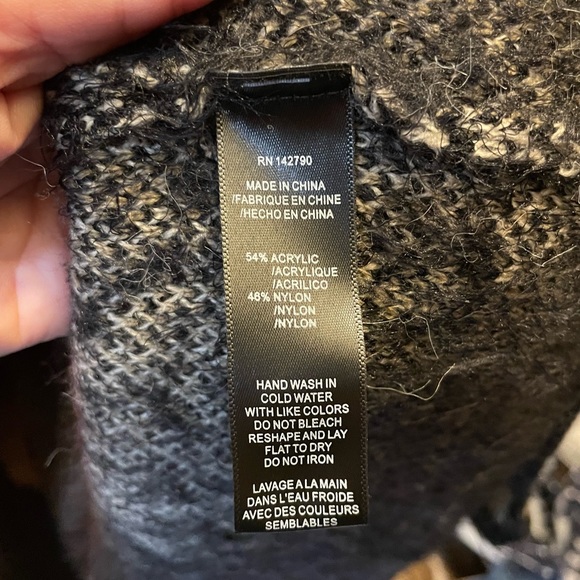 RN 142790
MADE IN CHINA
/FABRIQUE EN CHINE
/HECHO EN CHINA
54% ACRYLIC
/ACRYLIQUE
/ACRILICO
46% NYLON
/NYLON
/NYLON
HAND WASH IN
COLD WATER
WITH LIKE COLORS
DO NOT BLEACH
RESHAPE AND LAY
FLAT TO DRY
DO NOT IRON
LAVAGE A LA MAIN
DANS L'EAU FROIDE
AVEC DES COULEURS
SEMBLABLES